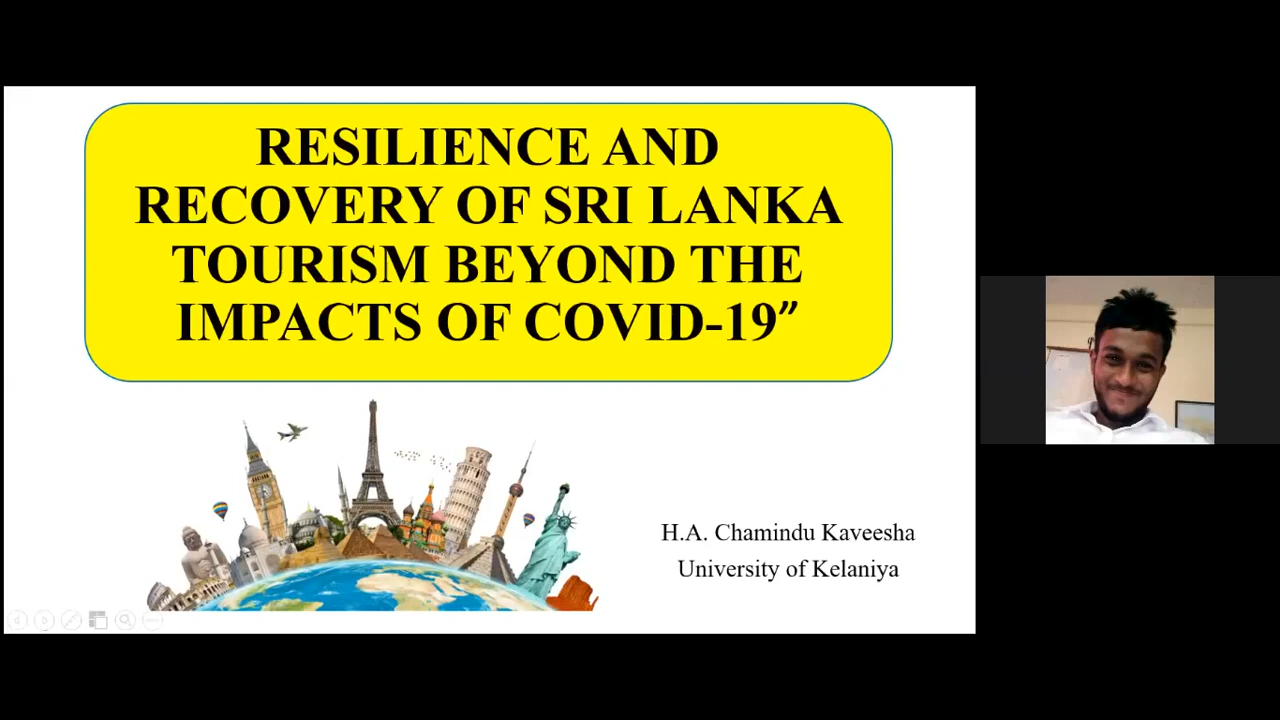 RESILIENCE AND
RECOVERY OF SRI LANKA
TOURISM BEYOND THE
IMPACTS OF COVID-19”
H.A. Chamindu Kaveesha
University of Kelaniya